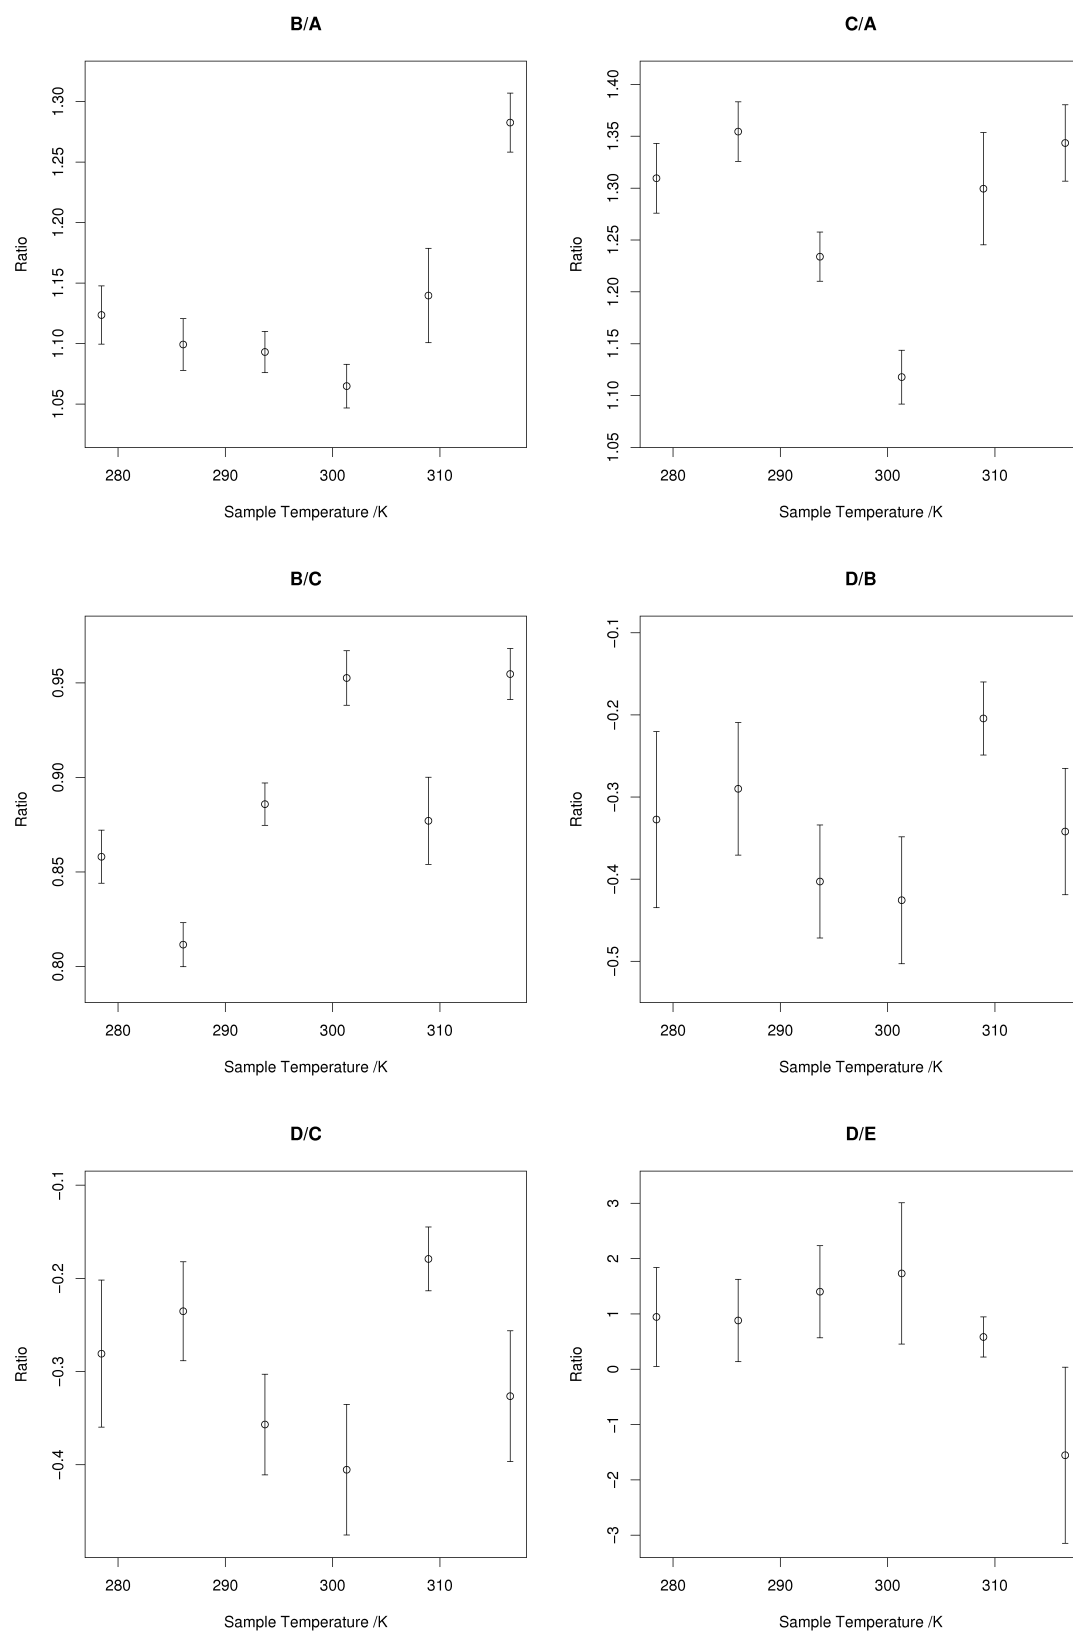 B/A
Ratio
1.30
1.25
1.20
1.15
1.10
1.05
280 290 300 310
Sample Temperature /K
C/A
Ratio
1.40
1.35
1.30
1.25
1.20
1.15
1.10
1.05
280 290 300 310
Sample Temperature /K
B/C
Ratio
0.95
0.90
0.85
0.80
280 290 300 310
Sample Temperature /K
D/B
Ratio
−0.1
−0.2
−0.3
−0.4
−0.5
280 290 300 310
Sample Temperature /K
D/C
Ratio
−0.1
−0.2
−0.3
−0.4
280 290 300 310
Sample Temperature /K
D/E
Ratio
3
2
1
0
−1
−2
−3
280 290 300 310
Sample Temperature /K